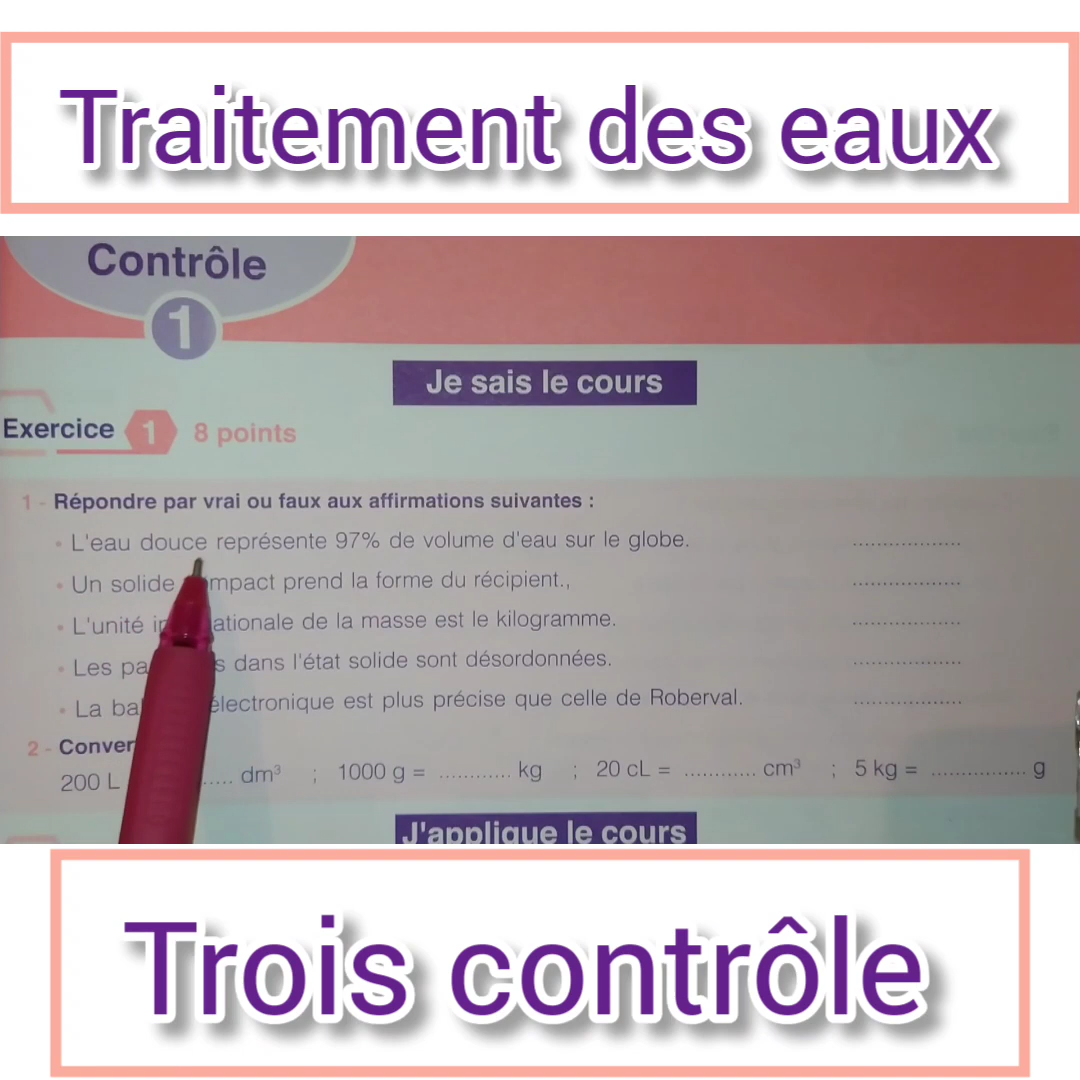 Traitement des eaux
Contrôle
1
Je sais le cours
Exercice 1 8 points
1 - Répondre par vrai ou faux aux affirmations suivantes :
• L'eau douce représente 97% de volume d'eau sur le globe. ..................
• Un solide mpact prend la forme du récipient., ..................
• L'unité in ationale de la masse est le kilogramme. ..................
• Les pa s dans l'état solide sont désordonnées. ..................
• La ba électronique est plus précise que celle de Roberval. ..................
2 - Conver
200 L ...... dm³ ; 1000 g = ............ kg ; 20 cL = ............ cm³ ; 5 kg = ................ g
J'applique le cours
Trois contrôle